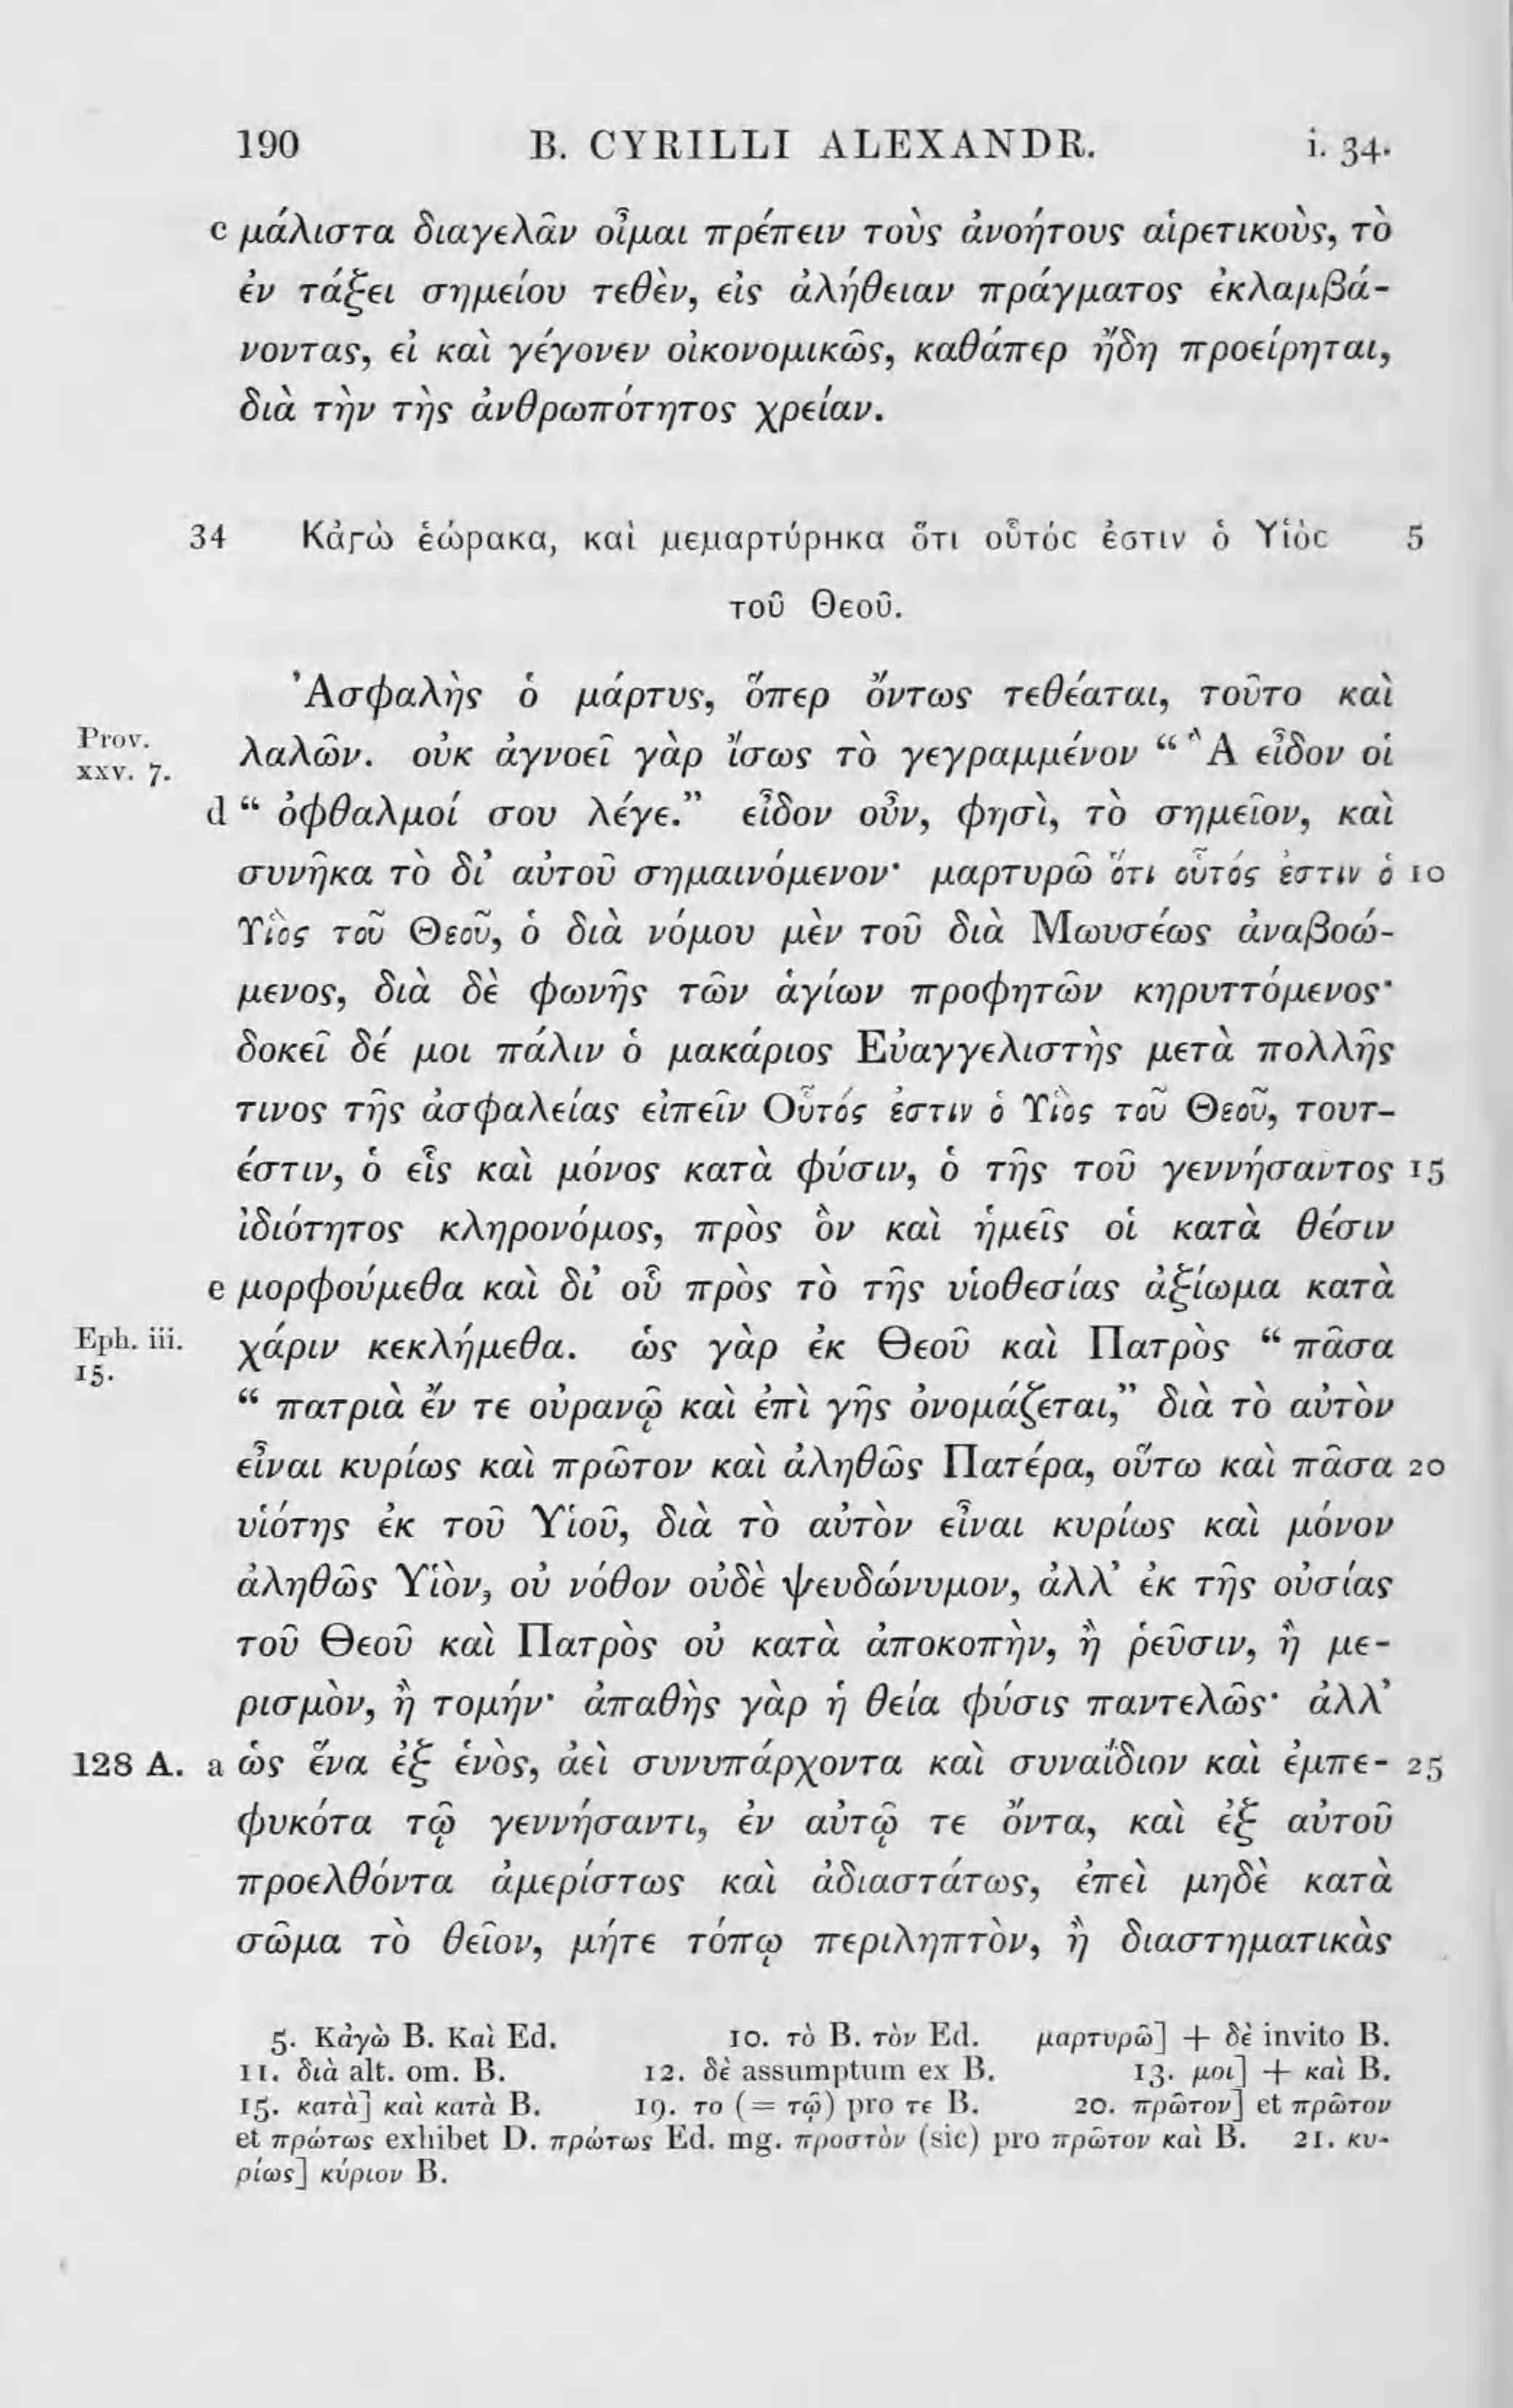 190 B. CYRILLI ALEXANDR. i. 34.
c μάλιστα διαγελᾶν οἶμαι πρέπειν τοὺς ἀνοήτους αἱρετικοὺς, τὸ
ἐν τάξει σημείου τεθὲν, εἰς ἀλήθειαν πράγματος ἐκλαμβά-
νοντας, εἰ καὶ γέγονεν οἰκονομικῶς, καθάπερ ἤδη προείρηται,
διὰ τὴν τῆς ἀνθρωπότητος χρείαν.
34 Κἀγὼ ἑώρακα, καὶ μεμαρτύρηκα ὅτι οὗτός ἐστιν ὁ Υἱὸς 5
τοῦ Θεοῦ.
Ἀσφαλὴς ὁ μάρτυς, ὅπερ ὄντως τεθέαται, τοῦτο καὶ
Prov. xxv. 7. λαλῶν. οὐκ ἀγνοεῖ γὰρ ἴσως τὸ γεγραμμένον “ Ἃ εἶδον οἱ
d “ ὀφθαλμοί σου λέγε.” εἶδον οὖν, φησὶ, τὸ σημεῖον, καὶ
συνῆκα τὸ δι’ αὐτοῦ σημαινόμενον· μαρτυρῶ ὅτι οὗτός ἐστιν ὁ 10
Υἱὸς τοῦ Θεοῦ, ὁ διὰ νόμου μὲν τοῦ διὰ Μωυσέως ἀναβοώ-
μενος, διὰ δὲ φωνῆς τῶν ἁγίων προφητῶν κηρυττόμενος·
δοκεῖ δέ μοι πάλιν ὁ μακάριος Εὐαγγελιστὴς μετὰ πολλῆς
τινος τῆς ἀσφαλείας εἰπεῖν Οὗτός ἐστιν ὁ Υἱὸς τοῦ Θεοῦ, τουτ-
έστιν, ὁ εἷς καὶ μόνος κατὰ φύσιν, ὁ τῆς τοῦ γεννήσαντος 15
ἰδιότητος κληρονόμος, πρὸς ὃν καὶ ἡμεῖς οἱ κατὰ θέσιν
e μορφούμεθα καὶ δι’ οὗ πρὸς τὸ τῆς υἱοθεσίας ἀξίωμα κατὰ
Eph. iii. 15. χάριν κεκλήμεθα. ὡς γὰρ ἐκ Θεοῦ καὶ Πατρὸς “ πᾶσα
“ πατριὰ ἔν τε οὐρανῷ καὶ ἐπὶ γῆς ὀνομάζεται,” διὰ τὸ αὐτὸν
εἶναι κυρίως καὶ πρῶτον καὶ ἀληθῶς Πατέρα, οὕτω καὶ πᾶσα 20
υἱότης ἐκ τοῦ Υἱοῦ, διὰ τὸ αὐτὸν εἶναι κυρίως καὶ μόνον
ἀληθῶς Υἱὸν, οὐ νόθον οὐδὲ ψευδώνυμον, ἀλλ’ ἐκ τῆς οὐσίας
τοῦ Θεοῦ καὶ Πατρὸς οὐ κατὰ ἀποκοπὴν, ἢ ῥεῦσιν, ἢ με-
ρισμὸν, ἢ τομήν· ἀπαθὴς γὰρ ἡ θεία φύσις παντελῶς· ἀλλ’
128 A. a ὡς ἕνα ἐξ ἑνὸς, ἀεὶ συνυπάρχοντα καὶ συναΐδιον καὶ ἐμπε- 25
φυκότα τῷ γεννήσαντι, ἐν αὐτῷ τε ὄντα, καὶ ἐξ αὐτοῦ
προελθόντα ἀμερίστως καὶ ἀδιαστάτως, ἐπεὶ μηδὲ κατὰ
σῶμα τὸ θεῖον, μήτε τόπῳ περιληπτὸν, ἢ διαστηματικὰς
5. Κἀγὼ B. Καὶ Ed. 10. τὸ B. τὸν Ed. μαρτυρῶ] + δὲ invito B.
11. διὰ alt. om. B. 12. δὲ assumptum ex B. 13. μοι] + καὶ B.
15. κατὰ] καὶ κατὰ B. 19. το (= τῷ) pro τε B. 20. πρῶτον] et πρῶτον
et πρώτως exhibet D. πρώτως Ed. mg. προστὸν (sic) pro πρῶτον καὶ B. 21. κυ-
ρίως] κύριον B.